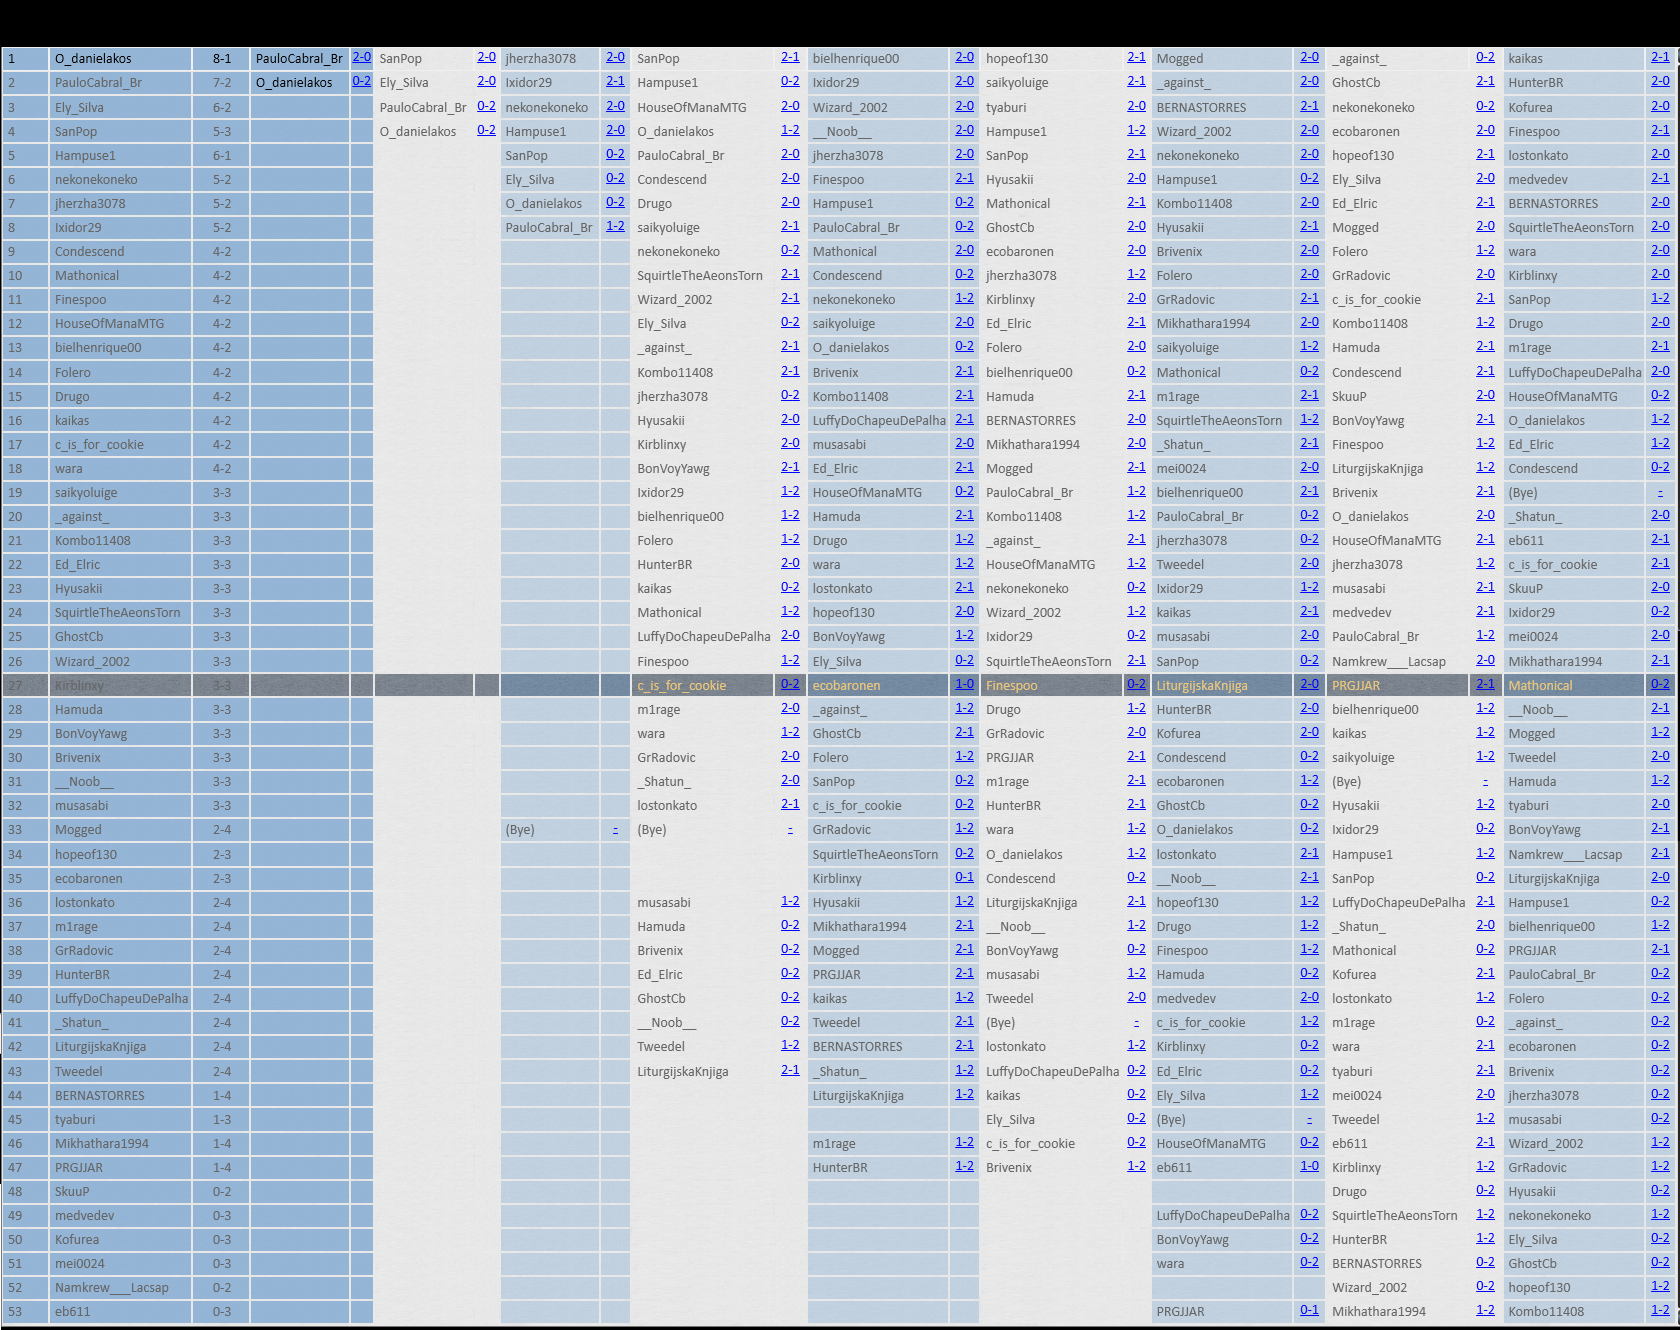 1 O_danielakos 8-1 PauloCabral_Br 2-0 SanPop 2-0 jherzha3078 2-0 SanPop 2-1 bielhenrique00 2-0 hopeof130 2-1 Mogged 2-0 _against_ 0-2 kaikas 2-1
2 PauloCabral_Br 7-2 O_danielakos 0-2 Ely_Silva 2-0 Ixidor29 2-1 Hampuse1 0-2 Ixidor29 2-0 saikyoluige 2-1 _against_ 2-0 GhostCb 2-1 HunterBR 2-0
3 Ely_Silva 6-2 PauloCabral_Br 0-2 nekonekoneko 2-0 HouseOfManaMTG 2-0 Wizard_2002 2-0 tyaburi 2-0 BERNASTORRES 2-1 nekonekoneko 0-2 Kofurea 2-0
4 SanPop 5-3 O_danielakos 0-2 Hampuse1 2-0 O_danielakos 1-2 __Noob__ 2-0 Hampuse1 1-2 Wizard_2002 2-0 ecobaronen 2-0 Finespoo 2-1
5 Hampuse1 6-1 SanPop 0-2 PauloCabral_Br 2-0 jherzha3078 2-0 SanPop 2-1 nekonekoneko 2-0 hopeof130 2-1 lostonkato 2-0
6 nekonekoneko 5-2 Ely_Silva 0-2 Condescend 2-0 Finespoo 2-1 Hyusakii 2-0 Hampuse1 0-2 Ely_Silva 2-0 medvedev 2-1
7 jherzha3078 5-2 O_danielakos 0-2 Drugo 2-0 Hampuse1 0-2 Mathonical 2-1 Kombo11408 2-0 Ed_Elric 2-1 BERNASTORRES 2-0
8 Ixidor29 5-2 PauloCabral_Br 1-2 saikyoluige 2-1 PauloCabral_Br 0-2 GhostCb 2-0 Hyusakii 2-1 Mogged 2-0 SquirtleTheAeonsTorn 2-0
9 Condescend 4-2 nekonekoneko 0-2 Mathonical 2-0 ecobaronen 2-0 Brivenix 2-0 Folero 1-2 wara 2-0
10 Mathonical 4-2 SquirtleTheAeonsTorn 2-1 Condescend 0-2 jherzha3078 1-2 Folero 2-0 GrRadovic 2-0 Kirblinxy 2-0
11 Finespoo 4-2 Wizard_2002 2-1 nekonekoneko 1-2 Kirblinxy 2-0 GrRadovic 2-1 c_is_for_cookie 2-1 SanPop 1-2
12 HouseOfManaMTG 4-2 Ely_Silva 0-2 saikyoluige 2-0 Ed_Elric 2-1 Mikhathara1994 2-0 Kombo11408 1-2 Drugo 2-0
13 bielhenrique00 4-2 _against_ 2-1 O_danielakos 0-2 Folero 2-0 saikyoluige 1-2 Hamuda 2-1 m1rage 2-1
14 Folero 4-2 Kombo11408 2-1 Brivenix 2-1 bielhenrique00 0-2 Mathonical 0-2 Condescend 2-1 LuffyDoChapeuDePalha 2-0
15 Drugo 4-2 jherzha3078 0-2 Kombo11408 2-1 Hamuda 2-1 m1rage 2-1 SkuuP 2-0 HouseOfManaMTG 0-2
16 kaikas 4-2 Hyusakii 2-0 LuffyDoChapeuDePalha 2-1 BERNASTORRES 2-0 SquirtleTheAeonsTorn 1-2 BonVoyYawg 2-1 O_danielakos 1-2
17 c_is_for_cookie 4-2 Kirblinxy 2-0 musasabi 2-0 Mikhathara1994 2-0 _Shatun_ 2-1 Finespoo 1-2 Ed_Elric 1-2
18 wara 4-2 BonVoyYawg 2-1 Ed_Elric 2-1 Mogged 2-1 mei0024 2-0 LiturgijskaKnjiga 1-2 Condescend 0-2
19 saikyoluige 3-3 Ixidor29 1-2 HouseOfManaMTG 0-2 PauloCabral_Br 1-2 bielhenrique00 2-1 Brivenix 2-1 (Bye) -
20 _against_ 3-3 bielhenrique00 1-2 Hamuda 2-1 Kombo11408 1-2 PauloCabral_Br 0-2 O_danielakos 2-0 _Shatun_ 2-0
21 Kombo11408 3-3 Folero 1-2 Drugo 1-2 _against_ 2-1 jherzha3078 0-2 HouseOfManaMTG 2-1 eb611 2-1
22 Ed_Elric 3-3 HunterBR 2-0 wara 1-2 HouseOfManaMTG 1-2 Tweedel 2-0 jherzha3078 1-2 c_is_for_cookie 2-1
23 Hyusakii 3-3 kaikas 0-2 lostonkato 2-1 nekonekoneko 0-2 Ixidor29 1-2 musasabi 2-1 SkuuP 2-0
24 SquirtleTheAeonsTorn 3-3 Mathonical 1-2 hopeof130 2-0 Wizard_2002 1-2 kaikas 2-1 medvedev 2-1 Ixidor29 0-2
25 GhostCb 3-3 LuffyDoChapeuDePalha 2-0 BonVoyYawg 1-2 Ixidor29 0-2 musasabi 2-0 PauloCabral_Br 1-2 mei0024 2-0
26 Wizard_2002 3-3 Finespoo 1-2 Ely_Silva 0-2 SquirtleTheAeonsTorn 2-1 SanPop 0-2 Namkrew___Lacsap 2-0 Mikhathara1994 2-1
27 Kirblinxy 3-3 c_is_for_cookie 0-2 ecobaronen 1-0 Finespoo 0-2 LiturgijskaKnjiga 2-0 PRGJJAR 2-1 Mathonical 0-2
28 Hamuda 3-3 m1rage 2-0 _against_ 1-2 Drugo 1-2 HunterBR 2-0 bielhenrique00 1-2 __Noob__ 2-1
29 BonVoyYawg 3-3 wara 1-2 GhostCb 2-1 GrRadovic 2-0 Kofurea 2-0 kaikas 1-2 Mogged 1-2
30 Brivenix 3-3 GrRadovic 2-0 Folero 1-2 PRGJJAR 2-1 Condescend 0-2 saikyoluige 1-2 Tweedel 2-0
31 __Noob__ 3-3 _Shatun_ 2-0 SanPop 0-2 m1rage 2-1 ecobaronen 1-2 (Bye) - Hamuda 1-2
32 musasabi 3-3 lostonkato 2-1 c_is_for_cookie 0-2 HunterBR 2-1 GhostCb 0-2 Hyusakii 1-2 tyaburi 2-0
33 Mogged 2-4 (Bye) - (Bye) - GrRadovic 1-2 wara 1-2 O_danielakos 0-2 Ixidor29 0-2 BonVoyYawg 2-1
34 hopeof130 2-3 SquirtleTheAeonsTorn 0-2 O_danielakos 1-2 lostonkato 2-1 Hampuse1 1-2 Namkrew___Lacsap 2-1
35 ecobaronen 2-3 Kirblinxy 0-1 Condescend 0-2 __Noob__ 2-1 SanPop 0-2 LiturgijskaKnjiga 2-0
36 lostonkato 2-4 musasabi 1-2 Hyusakii 1-2 LiturgijskaKnjiga 2-1 hopeof130 1-2 LuffyDoChapeuDePalha 2-1 Hampuse1 0-2
37 m1rage 2-4 Hamuda 0-2 Mikhathara1994 2-1 __Noob__ 1-2 Drugo 1-2 _Shatun_ 2-0 bielhenrique00 1-2
38 GrRadovic 2-4 Brivenix 0-2 Mogged 2-1 BonVoyYawg 0-2 Finespoo 1-2 Mathonical 0-2 PRGJJAR 2-1
39 HunterBR 2-4 Ed_Elric 0-2 PRGJJAR 2-1 musasabi 1-2 Hamuda 0-2 Kofurea 2-1 PauloCabral_Br 0-2
40 LuffyDoChapeuDePalha 2-4 GhostCb 0-2 kaikas 1-2 Tweedel 2-0 medvedev 2-0 lostonkato 1-2 Folero 0-2
41 _Shatun_ 2-4 __Noob__ 0-2 Tweedel 2-1 (Bye) - c_is_for_cookie 1-2 m1rage 0-2 _against_ 0-2
42 LiturgijskaKnjiga 2-4 Tweedel 1-2 BERNASTORRES 2-1 lostonkato 1-2 Kirblinxy 0-2 wara 2-1 ecobaronen 0-2
43 Tweedel 2-4 LiturgijskaKnjiga 2-1 _Shatun_ 1-2 LuffyDoChapeuDePalha 0-2 Ed_Elric 0-2 tyaburi 2-1 Brivenix 0-2
44 BERNASTORRES 1-4 LiturgijskaKnjiga 1-2 kaikas 0-2 Ely_Silva 1-2 mei0024 2-0 jherzha3078 0-2
45 tyaburi 1-3 Ely_Silva 0-2 (Bye) - Tweedel 1-2 musasabi 0-2
46 Mikhathara1994 1-4 m1rage 1-2 c_is_for_cookie 0-2 HouseOfManaMTG 0-2 eb611 2-1 Wizard_2002 1-2
47 PRGJJAR 1-4 HunterBR 1-2 Brivenix 1-2 eb611 1-0 Kirblinxy 1-2 GrRadovic 1-2
48 SkuuP 0-2 Drugo 0-2 Hyusakii 1-2
49 medvedev 0-3 LuffyDoChapeuDePalha 0-2 SquirtleTheAeonsTorn 1-2 nekonekoneko 1-2
50 Kofurea 0-3 BonVoyYawg 0-2 HunterBR 1-2 Ely_Silva 0-2
51 mei0024 0-3 wara 0-2 BERNASTORRES 0-2 GhostCb 0-2
52 Namkrew___Lacsap 0-2 Wizard_2002 0-2 hopeof130 1-2
53 eb611 0-3 PRGJJAR 0-1 Mikhathara1994 1-2 Kombo11408 1-2